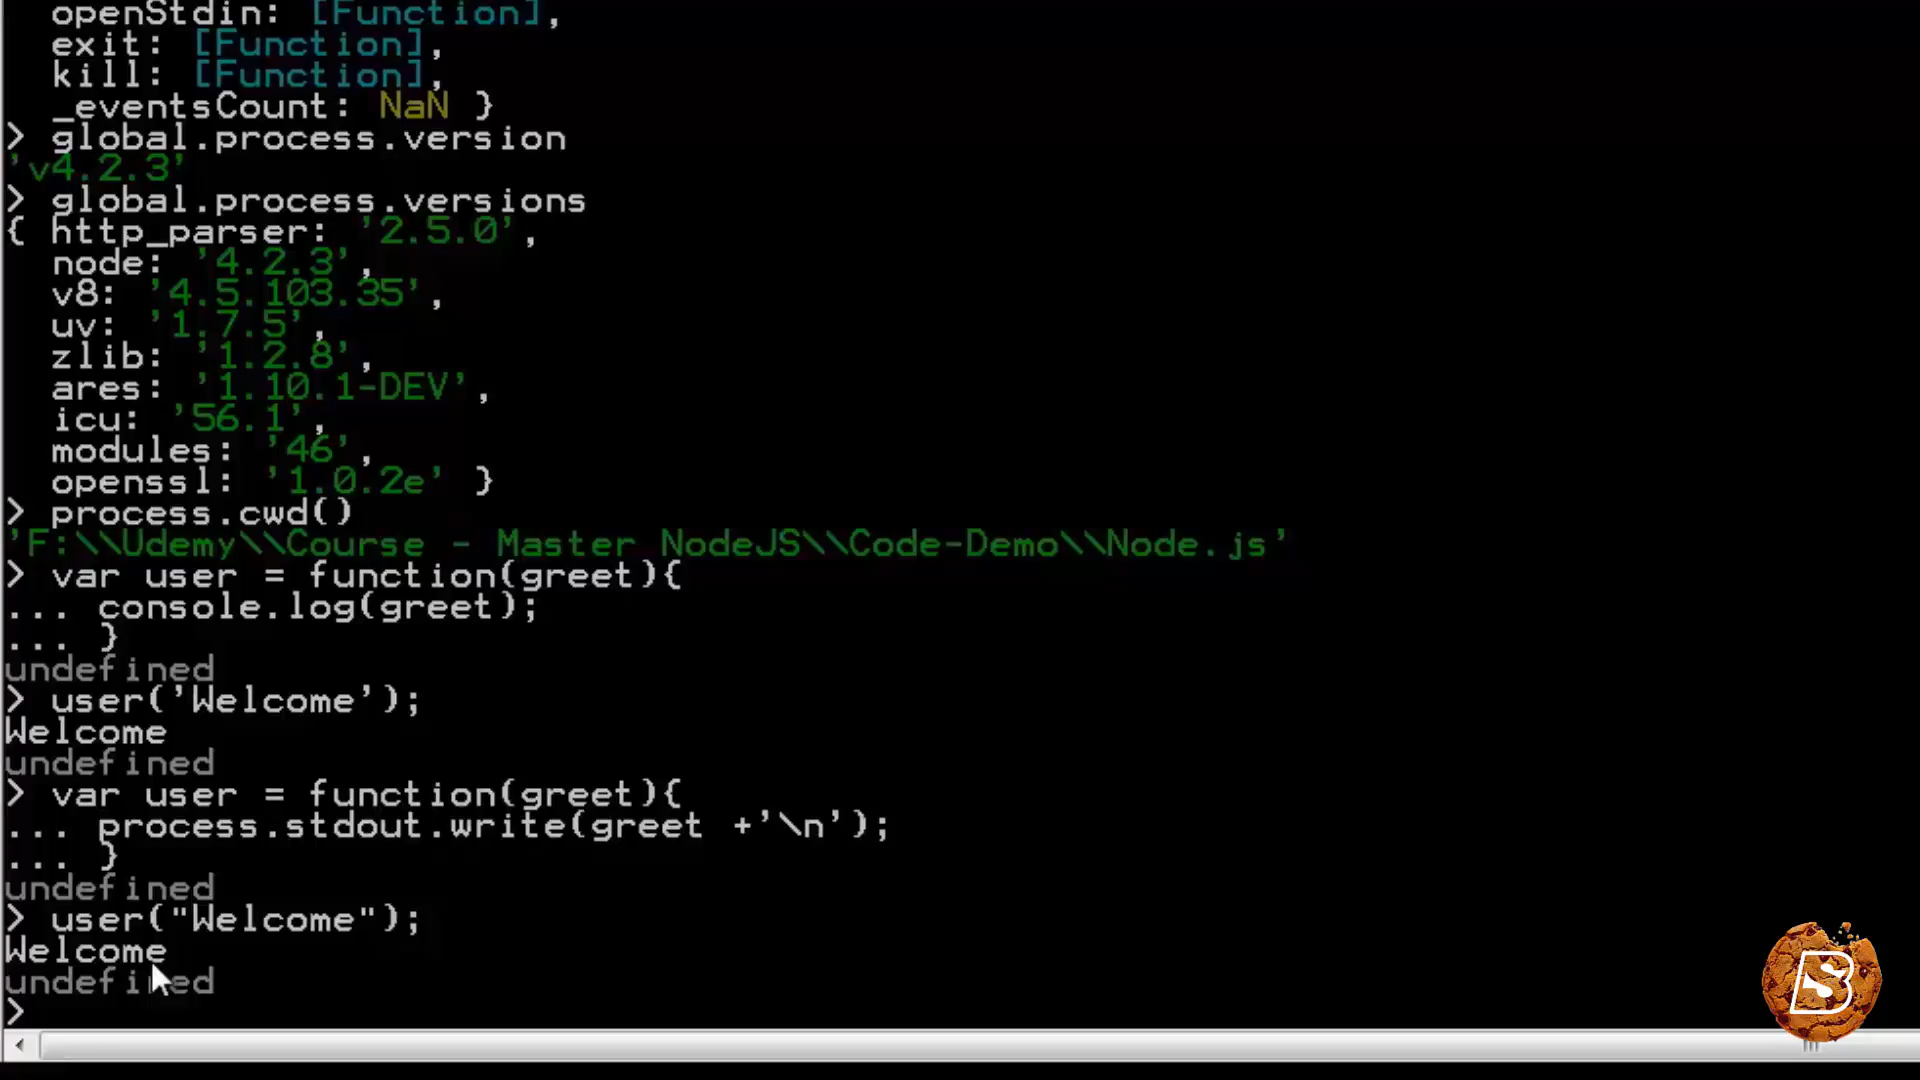 openStdin: [Function],
exit: [Function],
kill: [Function],
_eventsCount: NaN }
> global.process.version
'v4.2.3'
> global.process.versions
{ http_parser: '2.5.0',
node: '4.2.3',
v8: '4.5.103.35',
uv: '1.7.5',
zlib: '1.2.8',
ares: '1.10.1-DEV',
icu: '56.1',
modules: '46',
openssl: '1.0.2e' }
> process.cwd()
'F:\\Udemy\\Course - Master NodeJS\\Code-Demo\\Node.js'
> var user = function(greet){
... console.log(greet);
... }
undefined
> user('Welcome');
Welcome
undefined
> var user = function(greet){
... process.stdout.write(greet +'\n');
... }
undefined
> user("Welcome");
Welcome
undefined
>